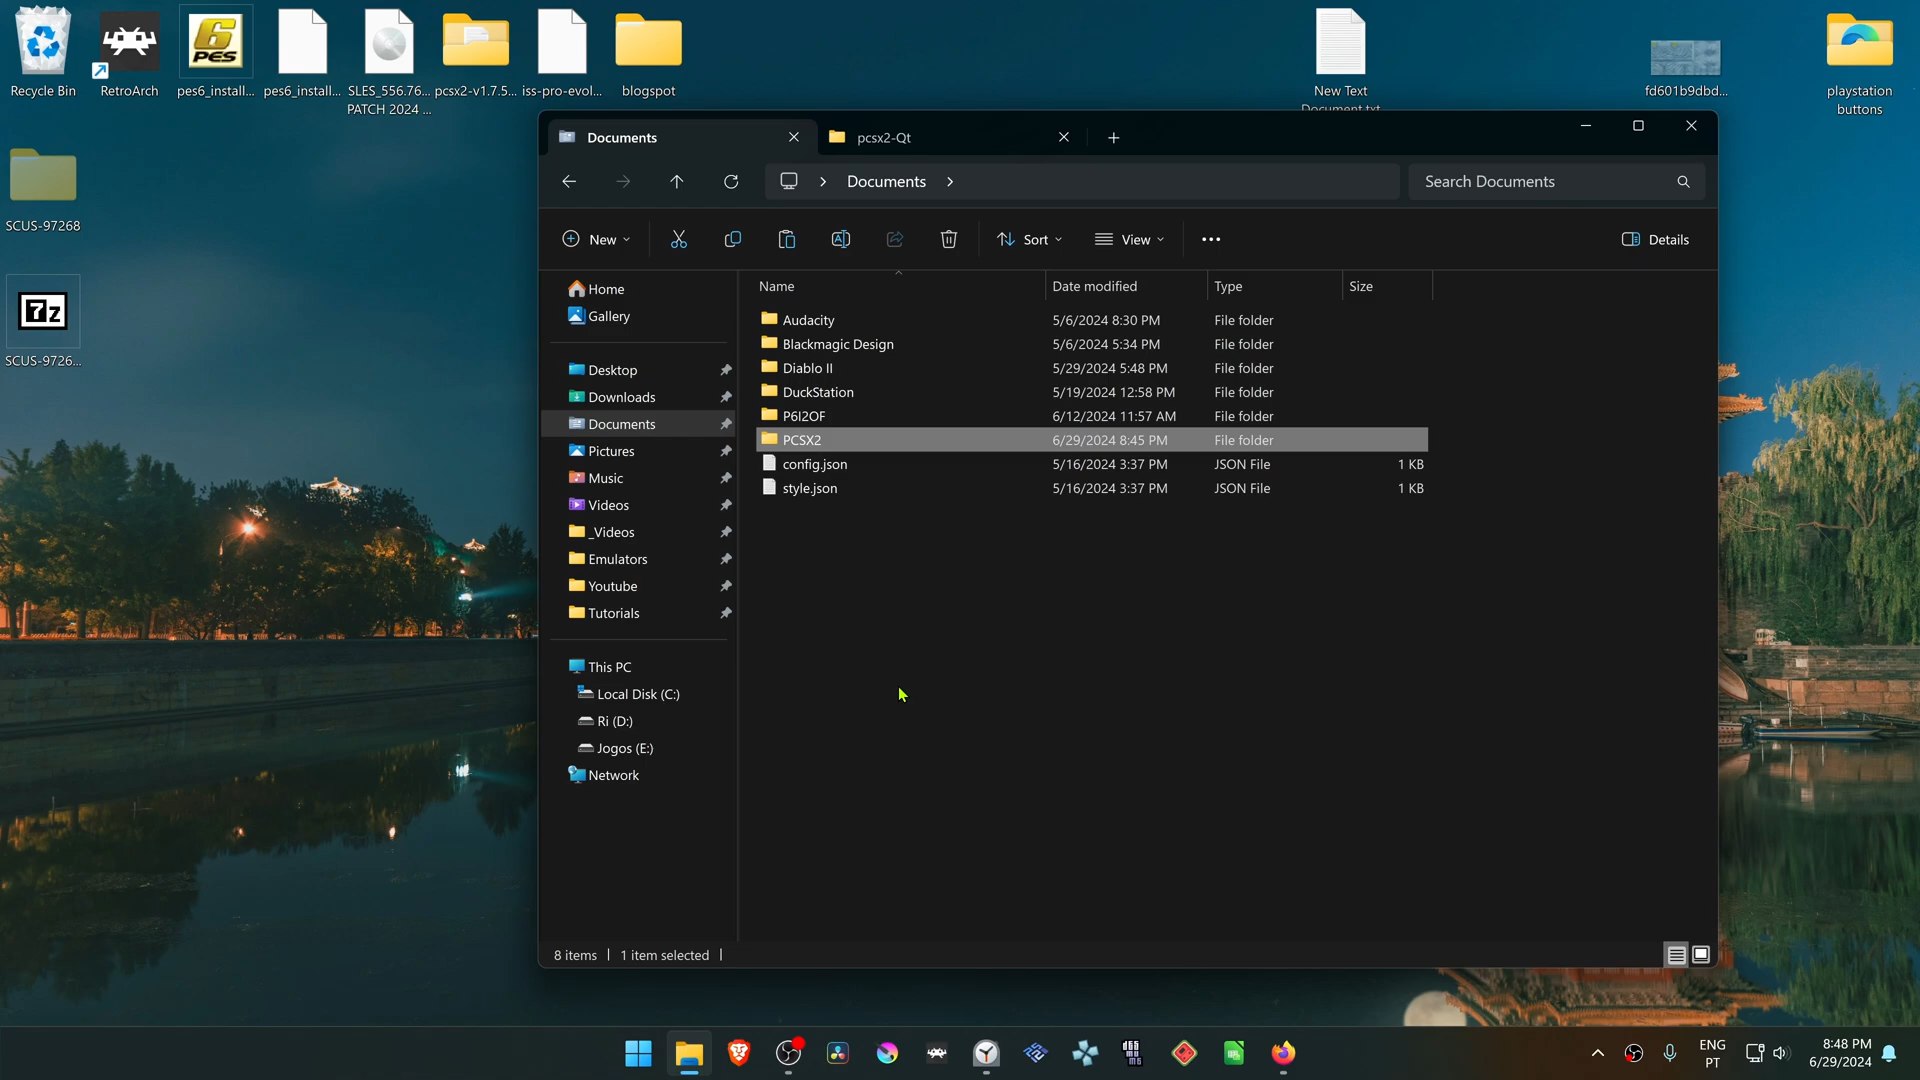 Recycle Bin
RetroArch
6
PES
pes6_install...
pes6_install...
SLES_556.76...
PATCH 2024 ...
pcsx2-v1.7.5...
iss-pro-evol...
blogspot
New Text
Document.txt
fd601b9dbd...
playstation
buttons
SCUS-97268
7z
SCUS-9726...
Documents
pcsx2-Qt
Documents
Search Documents
New
Sort
View
Details
Home
Gallery
Desktop
Downloads
Documents
Pictures
Music
Videos
_Videos
Emulators
Youtube
Tutorials
This PC
Local Disk (C:)
Ri (D:)
Jogos (E:)
Network
Name Date modified Type Size
Audacity 5/6/2024 8:30 PM File folder
Blackmagic Design 5/6/2024 5:34 PM File folder
Diablo II 5/29/2024 5:48 PM File folder
DuckStation 5/19/2024 12:58 PM File folder
P6I2OF 6/12/2024 11:57 AM File folder
PCSX2 6/29/2024 8:45 PM File folder
config.json 5/16/2024 3:37 PM JSON File 1 KB
style.json 5/16/2024 3:37 PM JSON File 1 KB
8 items 1 item selected
ENG
PT
8:48 PM
6/29/2024